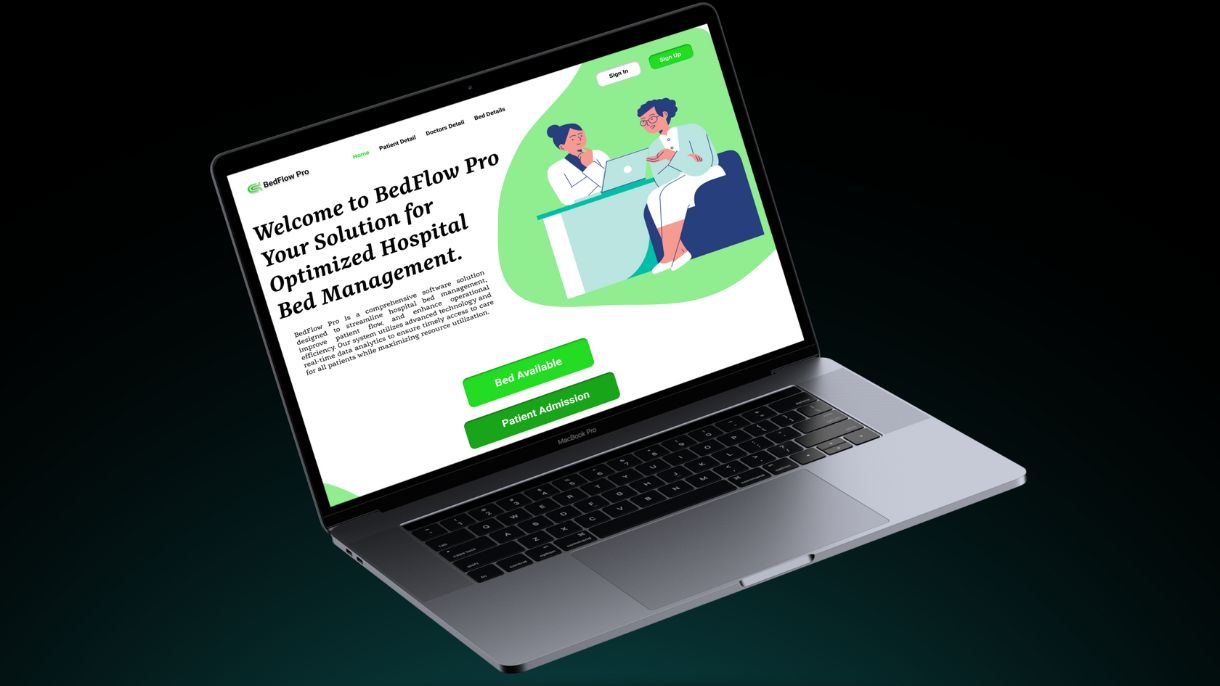 Sign In
Sign Up
Home
Patient Detail
Doctors Detail
Bed Details
BedFlow Pro
Welcome to BedFlow Pro
Your Solution for
Optimized Hospital
Bed Management.
BedFlow Pro is a comprehensive software solution
designed to streamline hospital bed management,
improve patient flow, and enhance operational
efficiency. Our system utilizes advanced technology and
real-time data analytics to ensure timely access to care
for all patients while maximizing resource utilization.
Bed Available
Patient Admission
MacBook Pro
Q W E R T Y U I O P
A S D F G H J K L
Z X C V B N M